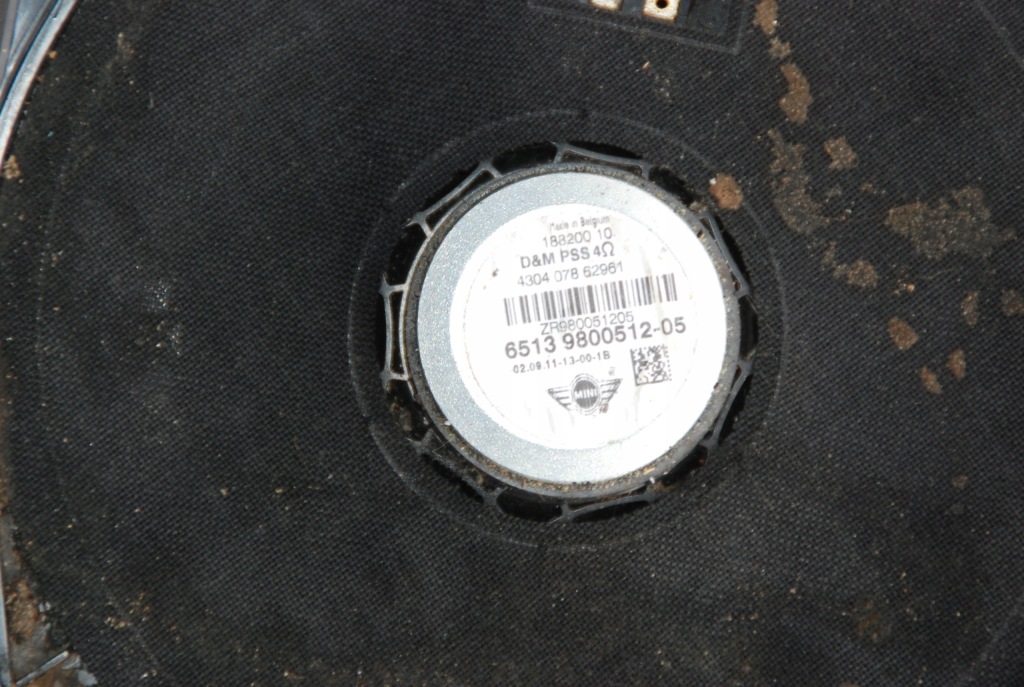 Made in Belgium
188200 10
D&M PSS 4Ω
4304 078 62961
ZR980051205
6513 9800512-05
02.09.11-13-00-1B
MINI